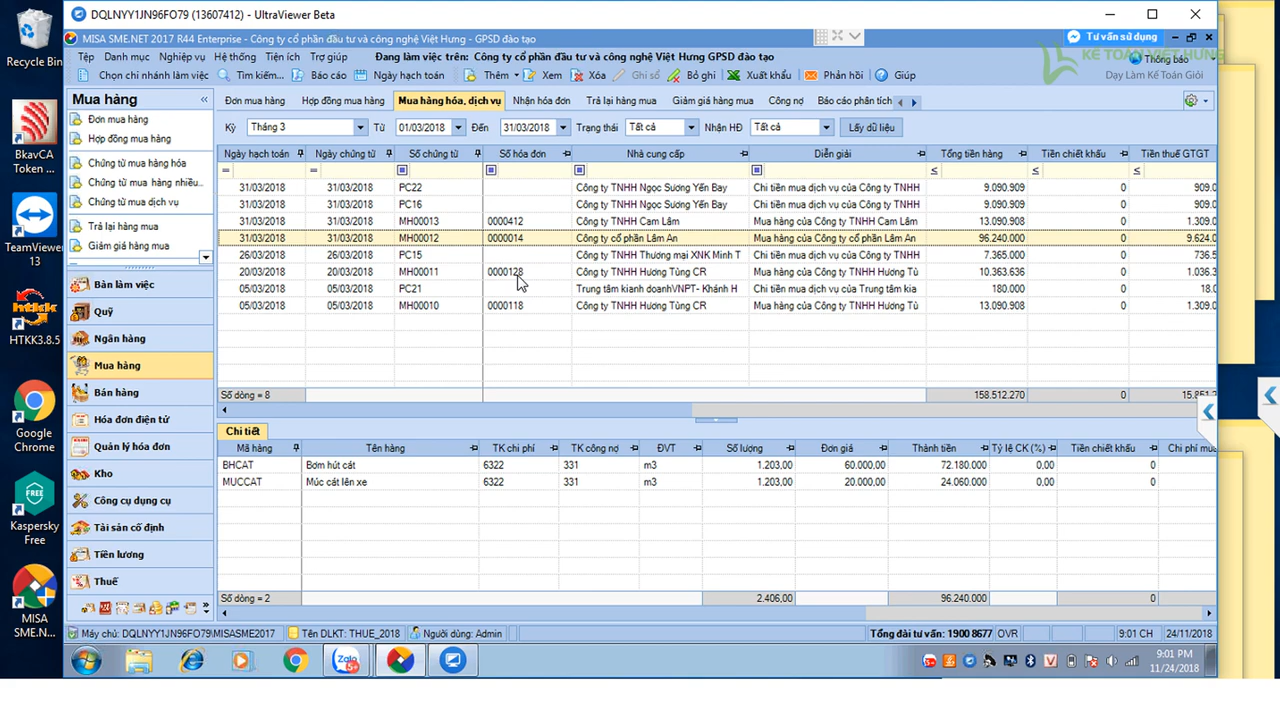 DQLNYY1JN96FO79 (13607412) - UltraViewer Beta
MISA SME.NET 2017 R44 Enterprise - Công ty cổ phần đầu tư và công nghệ Việt Hưng - GPSD đào tạo
Tư vấn sử dụng
Tệp Danh mục Nghiệp vụ Hệ thống Tiện ích Trợ giúp Đang làm việc trên: Công ty cổ phần đầu tư và công nghệ Việt Hưng GPSD đào tạo
Thông báo
KẾ TOÁN VIỆT HƯNG
Dạy Làm Kế Toán Giỏi
Chọn chi nhánh làm việc Tìm kiếm... Báo cáo Ngày hạch toán Thêm Xem Xóa Ghi sổ Bỏ ghi Xuất khẩu Phản hồi Giúp
Mua hàng «
Đơn mua hàng
Hợp đồng mua hàng
Chứng từ mua hàng hóa
Chứng từ mua hàng nhiều...
Chứng từ mua dịch vụ
Trả lại hàng mua
Giảm giá hàng mua
Bàn làm việc
Quỹ
Ngân hàng
Mua hàng
Bán hàng
Hóa đơn điện tử
Quản lý hóa đơn
Kho
Công cụ dụng cụ
Tài sản cố định
Tiền lương
Thuế
Đơn mua hàng Hợp đồng mua hàng Mua hàng hóa, dịch vụ Nhận hóa đơn Trả lại hàng mua Giảm giá hàng mua Công nợ Báo cáo phân tích
Kỳ Tháng 3 Từ 01/03/2018 Đến 31/03/2018 Trạng thái Tất cả Nhận HĐ Tất cả Lấy dữ liệu
Ngày hạch toán Ngày chứng từ Số chứng từ Số hóa đơn Nhà cung cấp Diễn giải Tổng tiền hàng Tiền chiết khấu Tiền thuế GTGT
= = ≤ ≤ ≤
31/03/2018 31/03/2018 PC22 Công ty TNHH Ngọc Sương Yến Bay Chi tiền mua dịch vụ của Công ty TNHH 9.090.909 0 909.0
31/03/2018 31/03/2018 PC16 Công ty TNHH Ngọc Sương Yến Bay Chi tiền mua dịch vụ của Công ty TNHH 9.090.909 0 909.0
31/03/2018 31/03/2018 MH00013 0000412 Công ty TNHH Cam Lâm Mua hàng của Công ty TNHH Cam Lâm 13.090.908 0 1.309.0
31/03/2018 31/03/2018 MH00012 0000014 Công ty cổ phần Lâm An Mua hàng của Công ty cổ phần Lâm An 96.240.000 0 9.624.0
26/03/2018 26/03/2018 PC15 Công ty TNHH Thương mại XNK Minh T Chi tiền mua dịch vụ của Công ty TNHH 7.365.000 0 736.5
20/03/2018 20/03/2018 MH00011 0000128 Công ty TNHH Hương Tùng CR Mua hàng của Công ty TNHH Hương Tù 10.363.636 0 1.036.3
05/03/2018 05/03/2018 PC21 Trung tâm kianh doanhVNPT- Khánh H Chi tiền mua dịch vụ của Trung tâm kia 180.000 0 18.0
05/03/2018 05/03/2018 MH00010 0000118 Công ty TNHH Hương Tùng CR Mua hàng của Công ty TNHH Hương Tù 13.090.908 0 1.309.0
Số dòng = 8 158.512.270 0 15.851.2
Chi tiết
Mã hàng Tên hàng TK chi phí TK công nợ ĐVT Số lượng Đơn giá Thành tiền Tỷ lệ CK (%) Tiền chiết khấu Chi phí mu
BHCAT Bơm hút cát 6322 331 m3 1.203,00 60.000,00 72.180.000 0.00 0
MUCCAT Múc cát lên xe 6322 331 m3 1.203,00 20.000,00 24.060.000 0.00 0
Số dòng = 2 2.406,00 96.240.000 0
Máy chủ: DQLNYY1JN96FO79\MISASME2017 Tên DLKT: THUE_2018 Người dùng: Admin Tổng đài tư vấn: 1900 8677 OVR 9:01 CH 24/11/2018
Recycle Bin
BkavCA
Token ...
TeamViewer
13
HTKK3.8.5
Google
Chrome
Kaspersky
Free
MISA
SME.N...
Zalo
5+
9:01 PM
11/24/2018